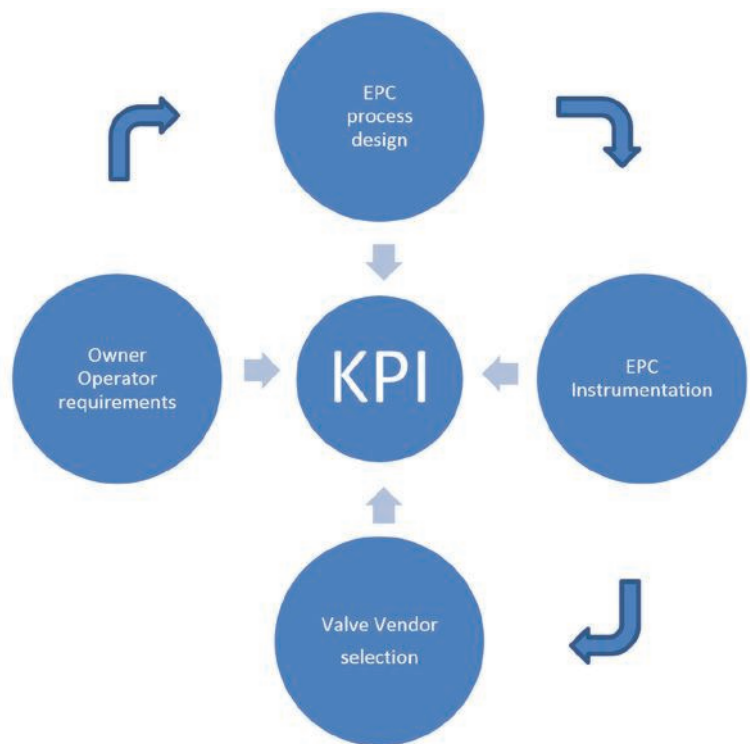 EPC
process
design
Owner
Operator
requirements
KPI
EPC
Instrumentation
Valve Vendor
selection